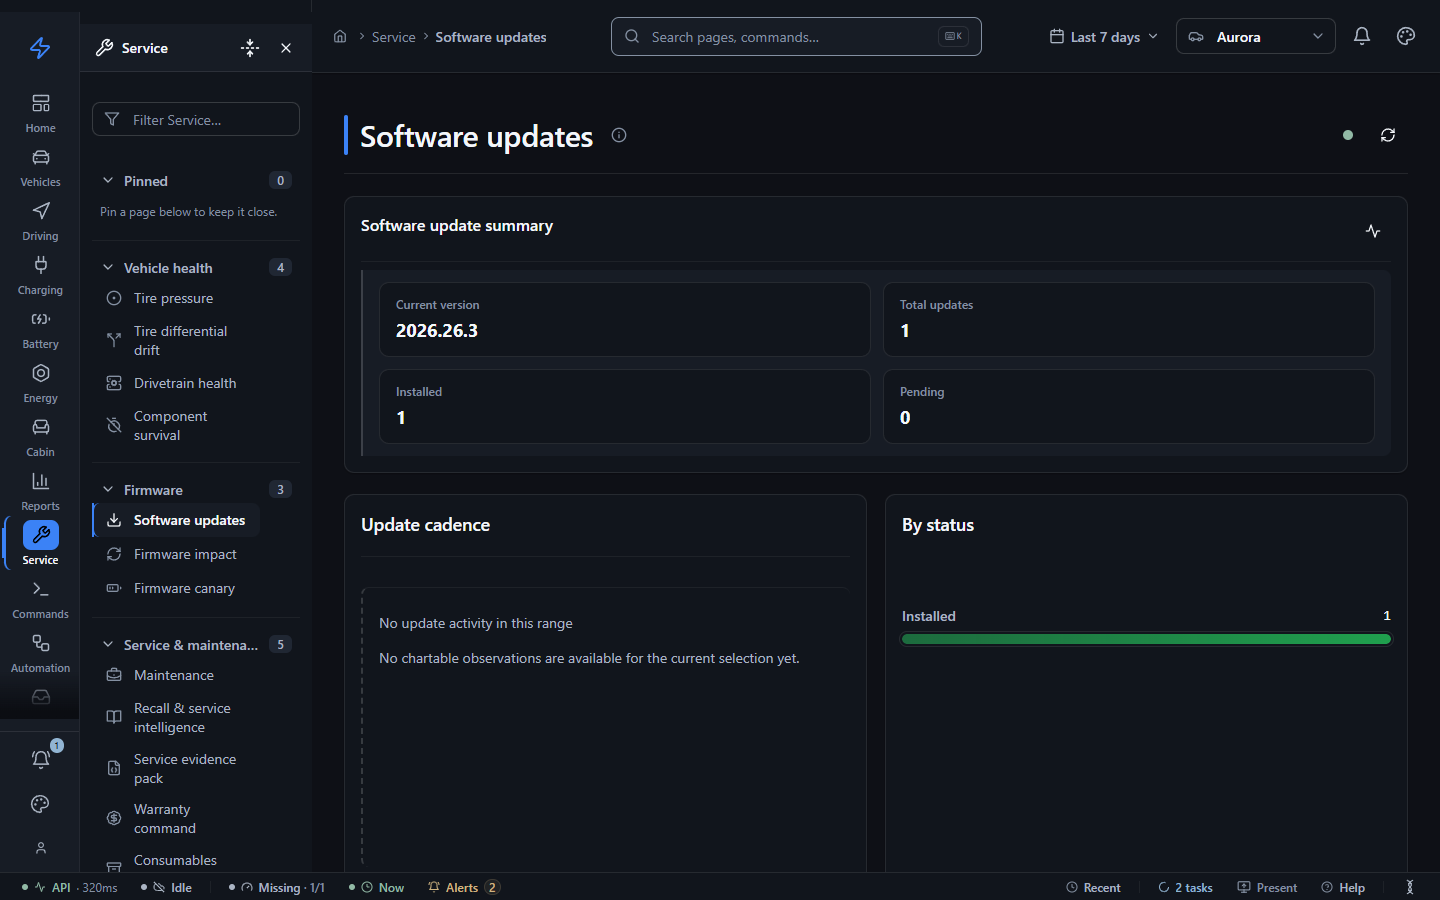 Service
Service
Software updates
Search pages, commands...
K
Last 7 days
Aurora
Home
Vehicles
Driving
Charging
Battery
Energy
Cabin
Reports
Service
Commands
Automation
1
Filter Service...
Pinned
0
Pin a page below to keep it close.
Vehicle health
4
Tire pressure
Tire differential
drift
Drivetrain health
Component
survival
Firmware
3
Software updates
Firmware impact
Firmware canary
Service & maintena...
5
Maintenance
Recall & service
intelligence
Service evidence
pack
Warranty
command
Consumables
Software updates
Software update summary
Current version
2026.26.3
Total updates
1
Installed
1
Pending
0
Update cadence
No update activity in this range
No chartable observations are available for the current selection yet.
By status
Installed
1
API · 320ms
Idle
Missing · 1/1
Now
Alerts
2
Recent
2 tasks
Present
Help